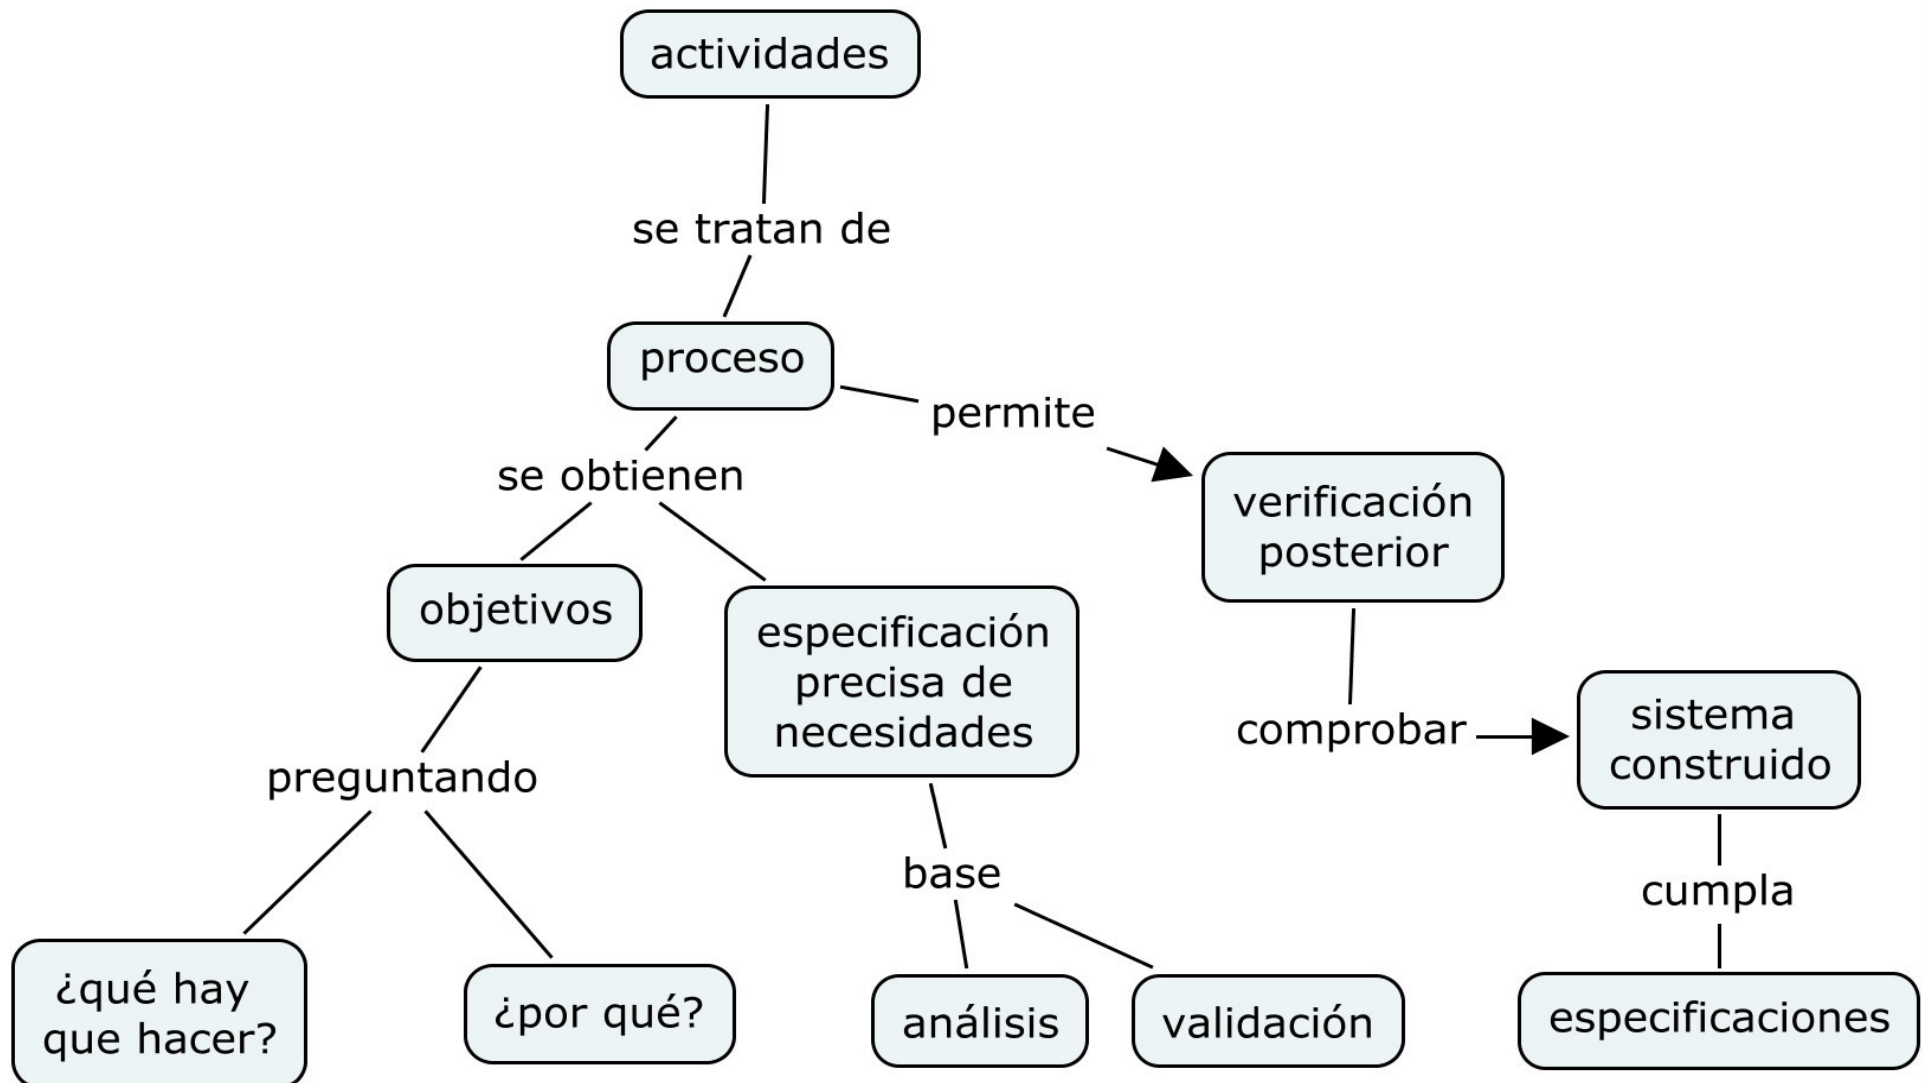 actividades
se tratan de
proceso
permite
se obtienen
verificación
posterior
objetivos
especificación
precisa de
necesidades
comprobar
sistema
construido
preguntando
base
cumpla
¿qué hay
que hacer?
¿por qué?
análisis
validación
especificaciones